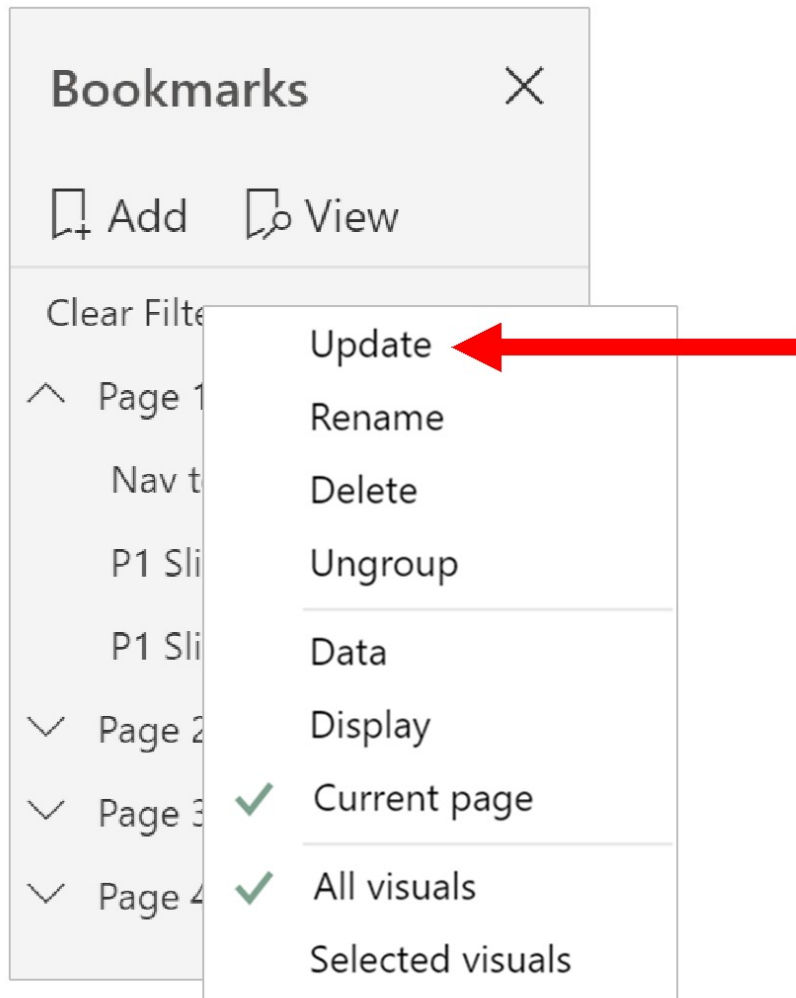 Bookmarks
Add View
Clear Filte
Page 1
Nav t
P1 Sli
P1 Sli
Page 2
Page 3
Page 4
Update
Rename
Delete
Ungroup
Data
Display
Current page
All visuals
Selected visuals